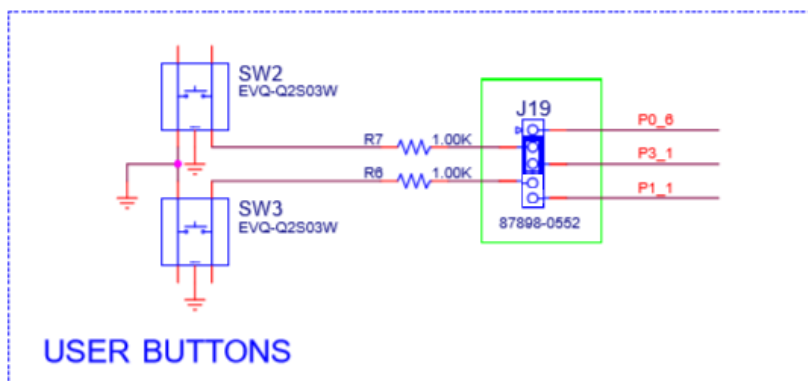 SW2
EVQ-Q2S03W
J19
P0_6
R7 1.00K
P3_1
R6 1.00K
P1_1
SW3
EVQ-Q2S03W
87898-0552
USER BUTTONS